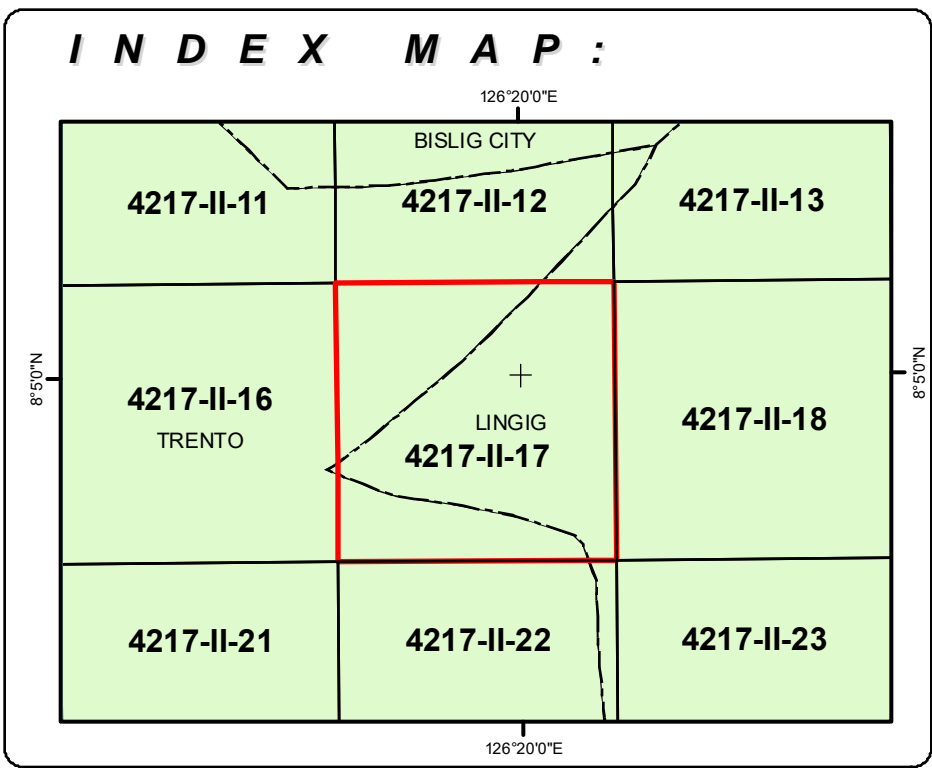 INDEX MAP:
126°20'0"E
BISLIG CITY
4217-II-11
4217-II-12
4217-II-13
8°5'0"N
8°5'0"N
4217-II-16
TRENTO
LINGIG
4217-II-17
4217-II-18
4217-II-21
4217-II-22
4217-II-23
126°20'0"E